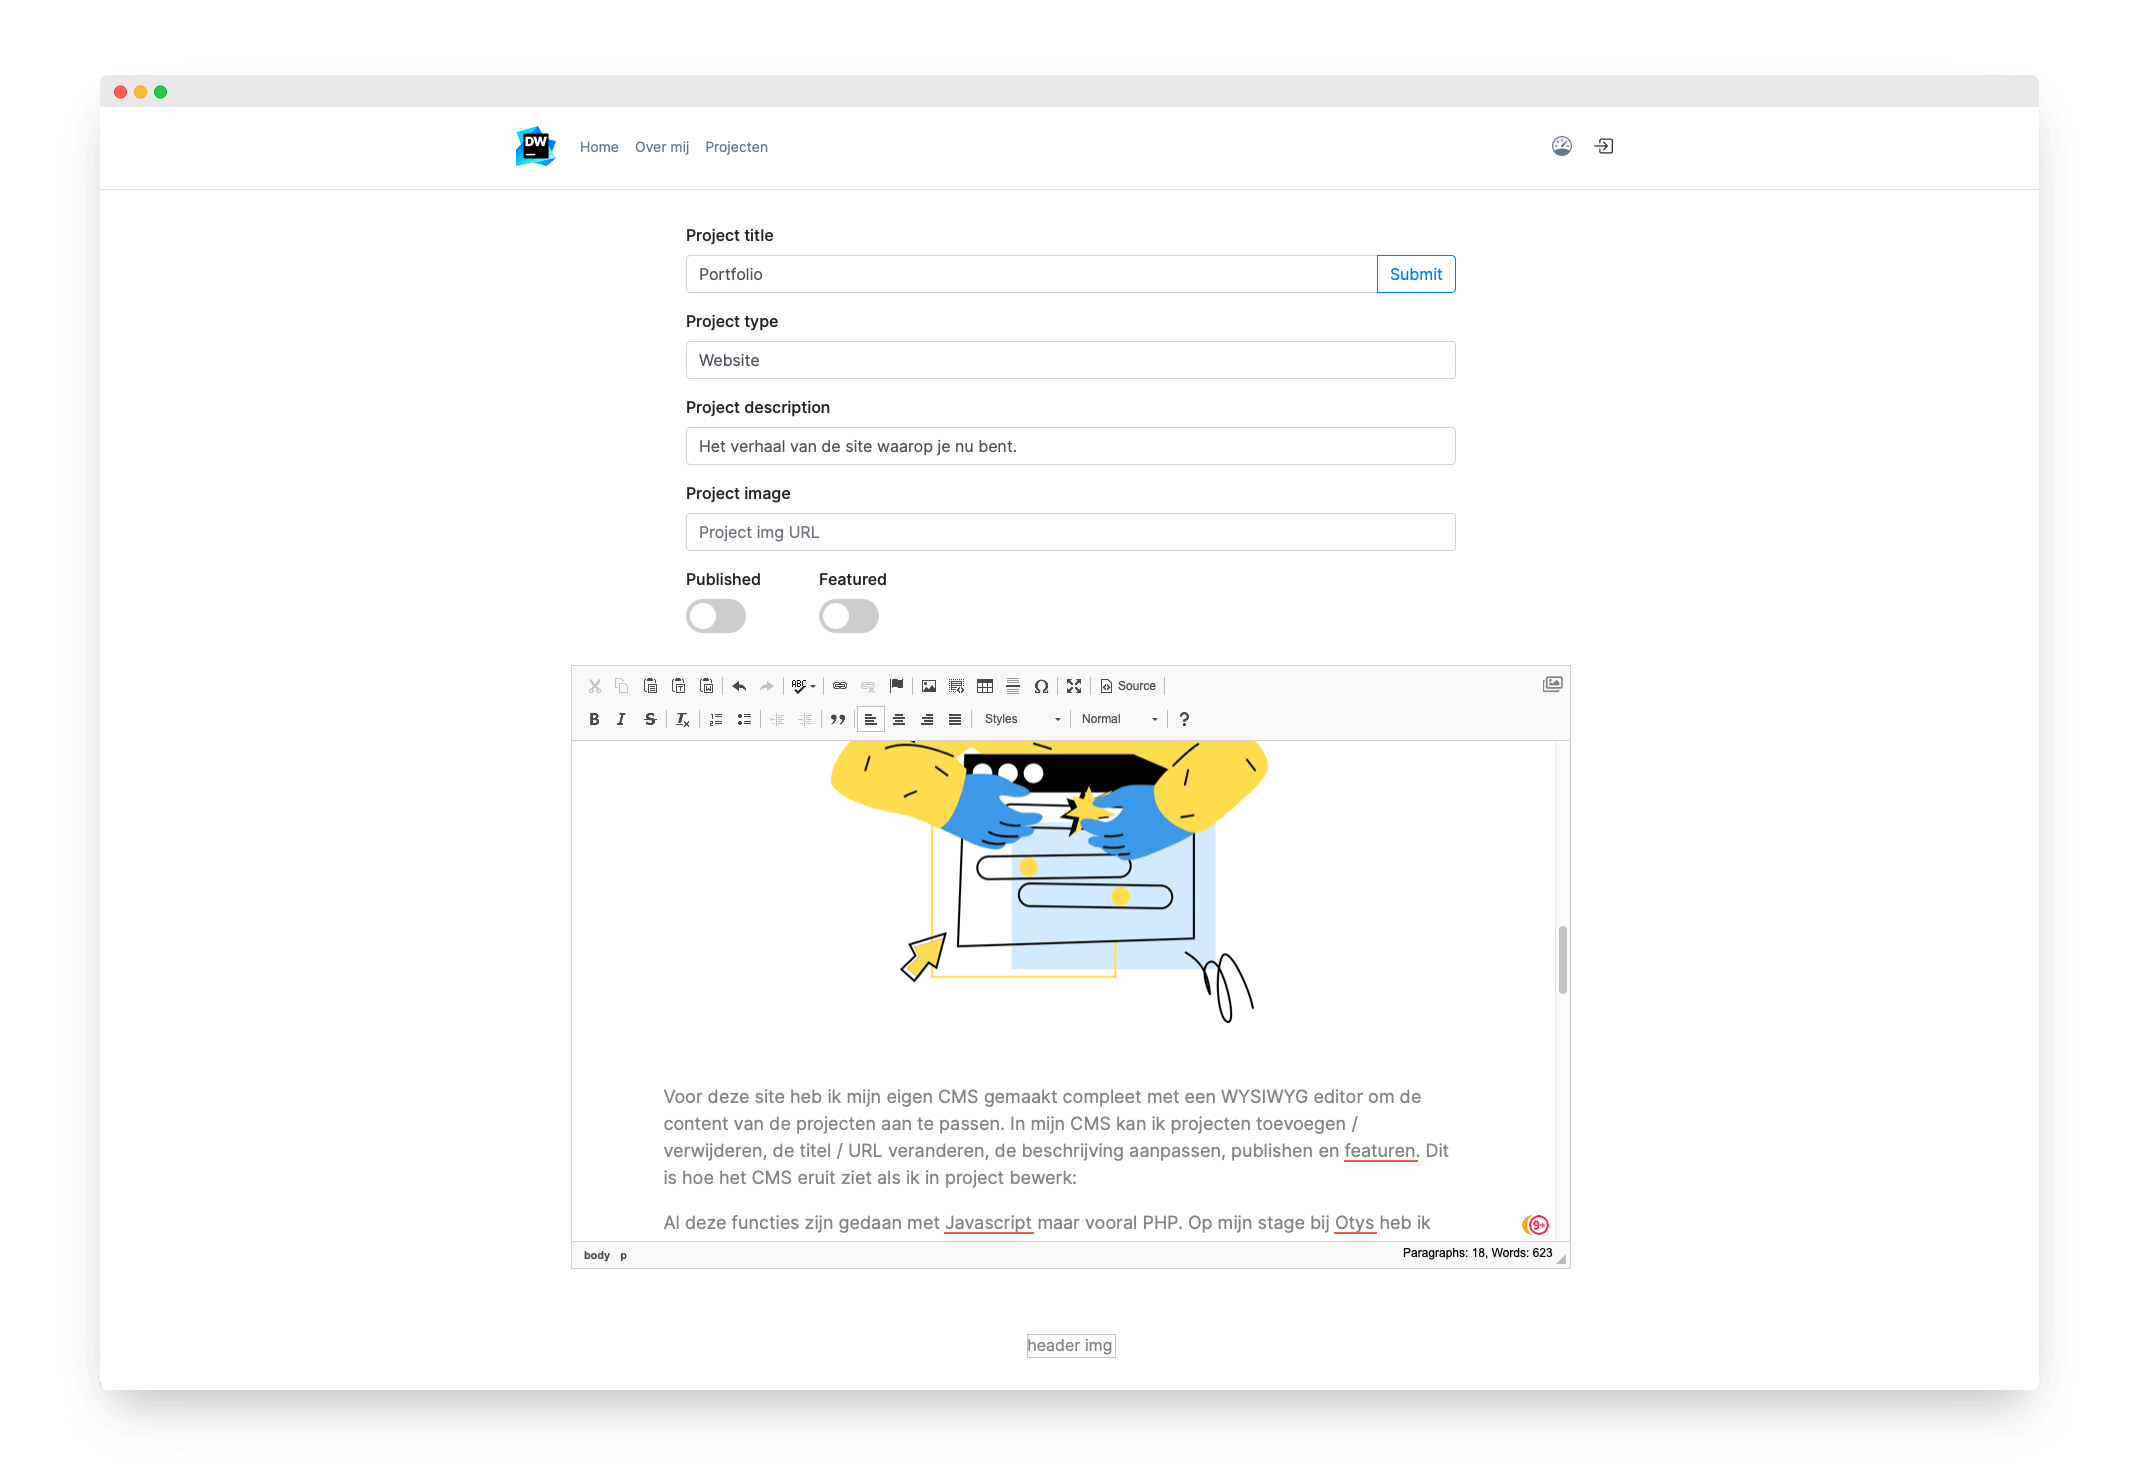 DW
Home Over mij Projecten
Project title
Portfolio Submit
Project type
Website
Project description
Het verhaal van de site waarop je nu bent.
Project image
Project img URL
Published Featured
ABC Ω Source
B I S Tx Styles Normal ?
Voor deze site heb ik mijn eigen CMS gemaakt compleet met een WYSIWYG editor om de
content van de projecten aan te passen. In mijn CMS kan ik projecten toevoegen /
verwijderen, de titel / URL veranderen, de beschrijving aanpassen, publishen en featuren. Dit
is hoe het CMS eruit ziet als ik in project bewerk:
Al deze functies zijn gedaan met Javascript maar vooral PHP. Op mijn stage bij Otys heb ik
9+
body p Paragraphs: 18, Words: 623
header img